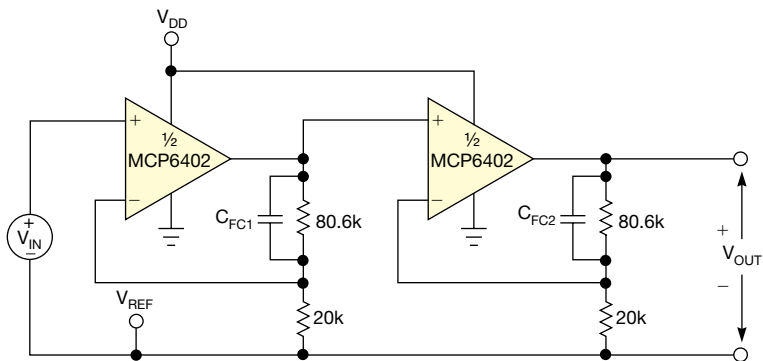 V_DD
+
½
MCP6402
−
+
½
MCP6402
−
C_FC1
80.6k
C_FC2
80.6k
+
V_IN
−
+
V_OUT
−
V_REF
20k
20k